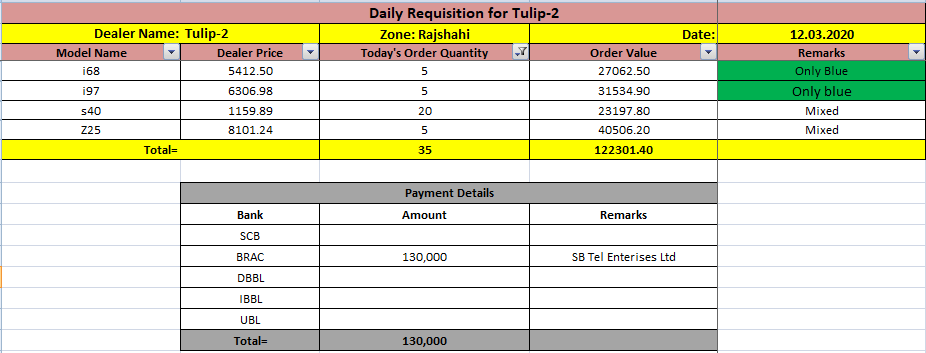 Daily Requisition for Tulip-2
Dealer Name: Tulip-2 Zone: Rajshahi Date: 12.03.2020
Model Name Dealer Price Today's Order Quantity Order Value Remarks
i68 5412.50 5 27062.50 Only Blue
i97 6306.98 5 31534.90 Only blue
s40 1159.89 20 23197.80 Mixed
Z25 8101.24 5 40506.20 Mixed
Total= 35 122301.40
Payment Details
Bank Amount Remarks
SCB
BRAC 130,000 SB Tel Enterises Ltd
DBBL
IBBL
UBL
Total= 130,000